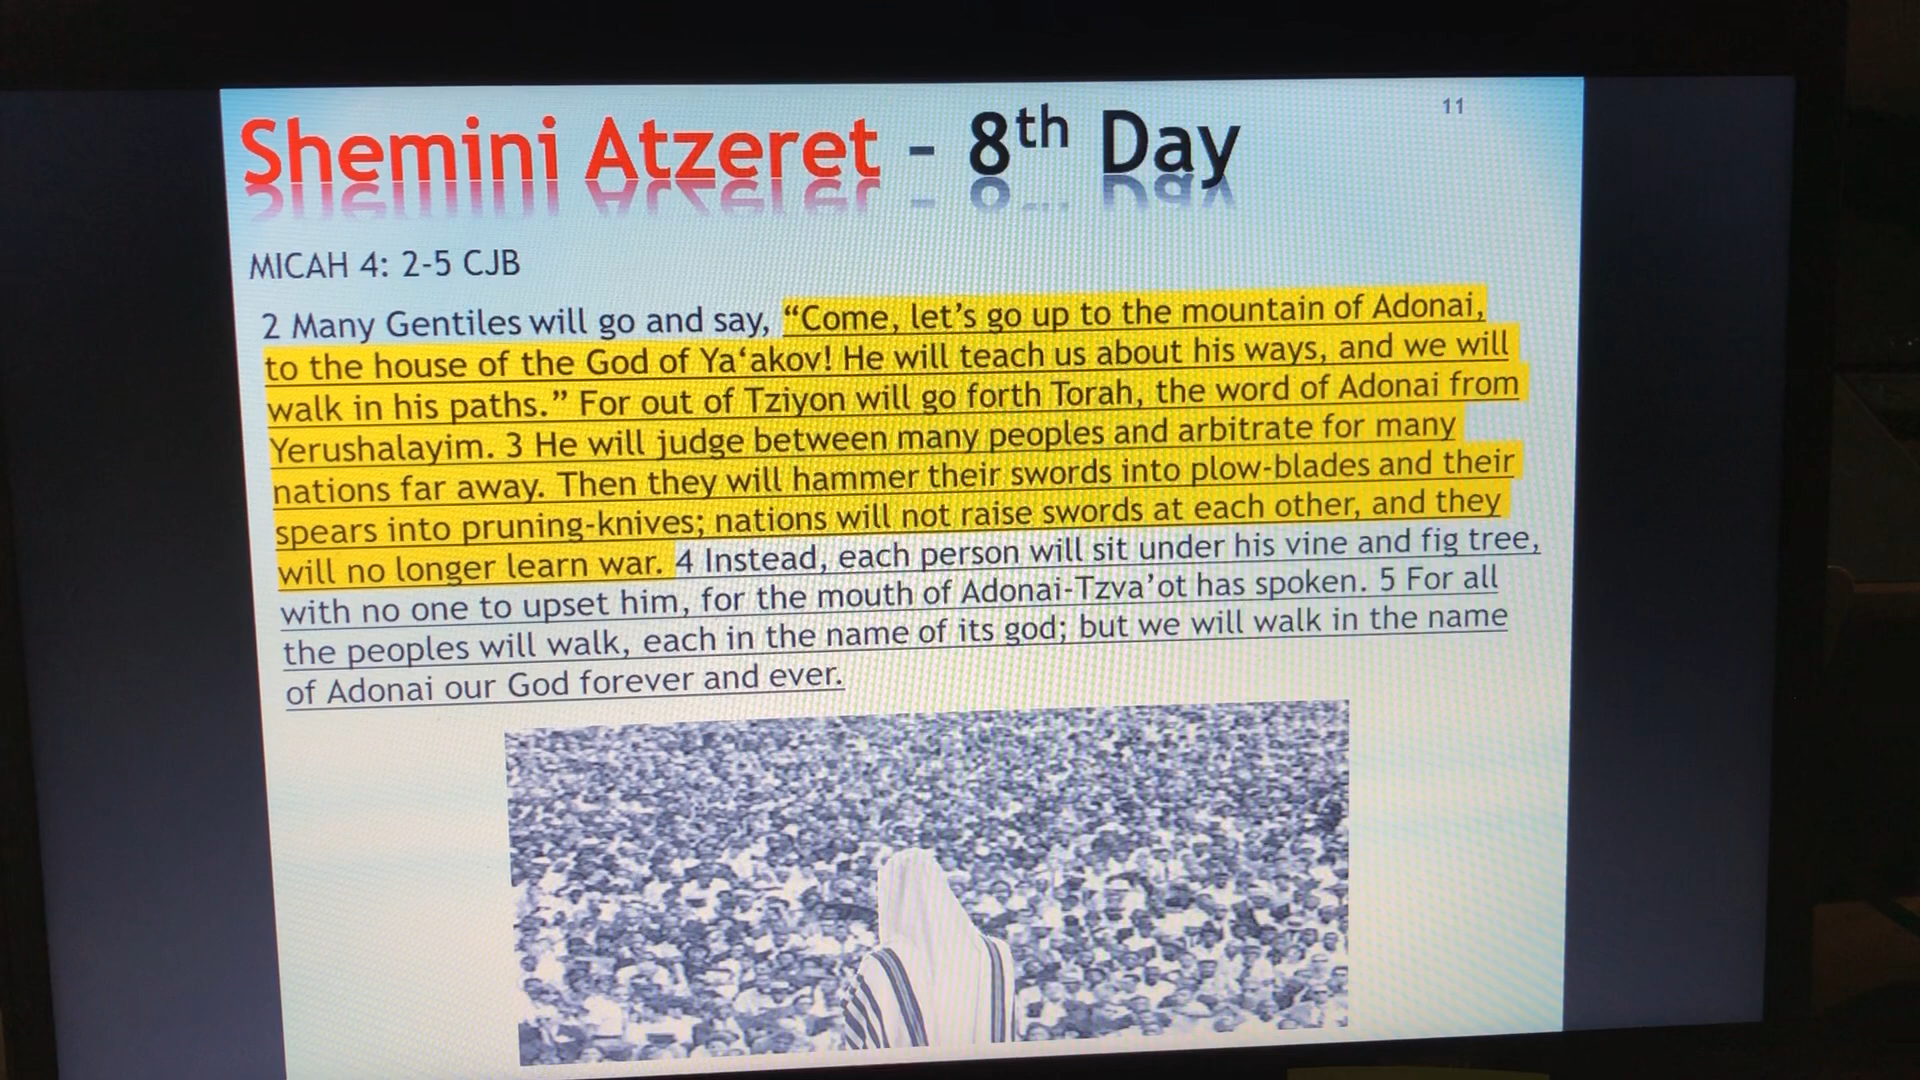 11
Shemini Atzeret - 8th Day
MICAH 4: 2-5 CJB
2 Many Gentiles will go and say, “Come, let’s go up to the mountain of Adonai,
to the house of the God of Ya‘akov! He will teach us about his ways, and we will
walk in his paths.” For out of Tziyon will go forth Torah, the word of Adonai from
Yerushalayim. 3 He will judge between many peoples and arbitrate for many
nations far away. Then they will hammer their swords into plow-blades and their
spears into pruning-knives; nations will not raise swords at each other, and they
will no longer learn war. 4 Instead, each person will sit under his vine and fig tree,
with no one to upset him, for the mouth of Adonai-Tzva’ot has spoken. 5 For all
the peoples will walk, each in the name of its god; but we will walk in the name
of Adonai our God forever and ever.